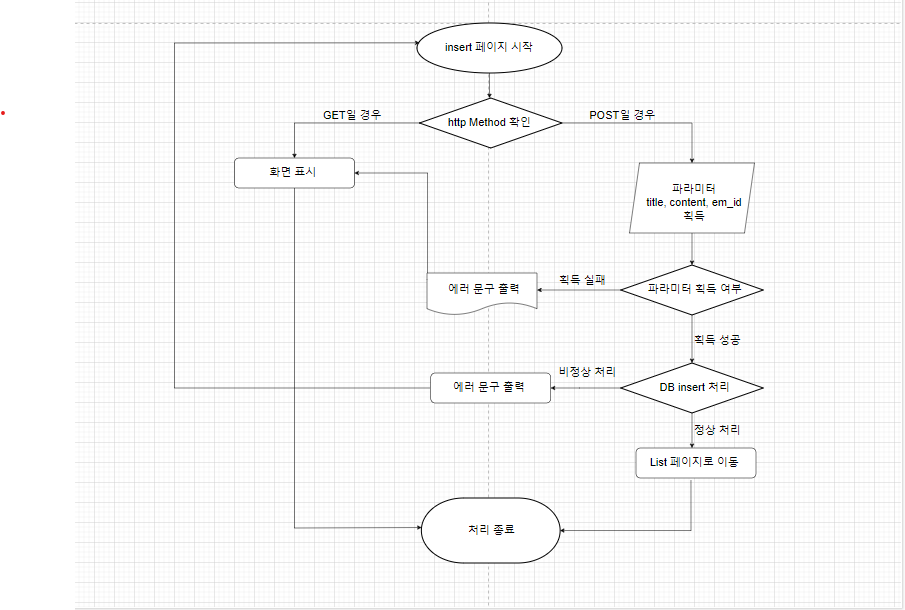 insert 페이지 시작
GET일 경우
http Method 확인
POST일 경우
화면 표시
파라미터
title, content, em_id
획득
에러 문구 출력
획득 실패
파라미터 획득 여부
획득 성공
에러 문구 출력
비정상 처리
DB insert 처리
정상 처리
List 페이지로 이동
처리 종료